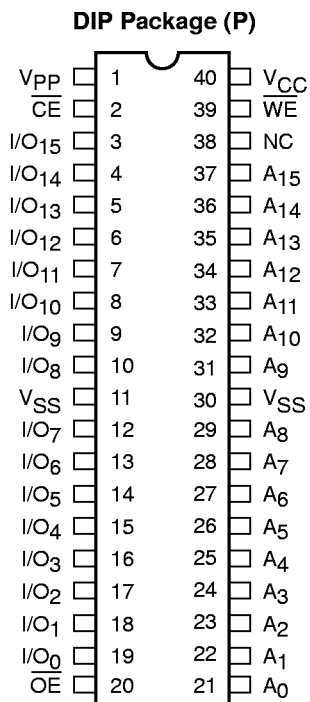 DIP Package (P)
VPP 1 40 VCC
C̅E̅ 2 39 W̅E̅
I/O15 3 38 NC
I/O14 4 37 A15
I/O13 5 36 A14
I/O12 6 35 A13
I/O11 7 34 A12
I/O10 8 33 A11
I/O9 9 32 A10
I/O8 10 31 A9
VSS 11 30 VSS
I/O7 12 29 A8
I/O6 13 28 A7
I/O5 14 27 A6
I/O4 15 26 A5
I/O3 16 25 A4
I/O2 17 24 A3
I/O1 18 23 A2
I/O0 19 22 A1
O̅E̅ 20 21 A0